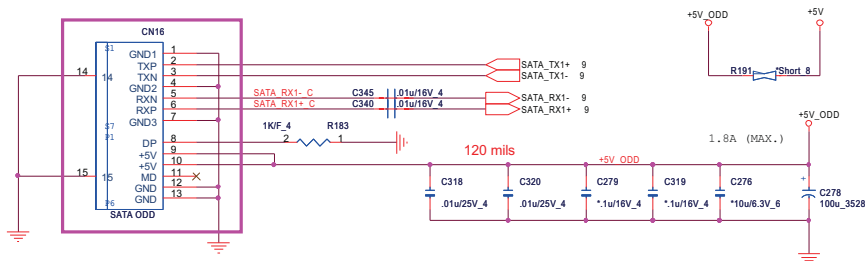 CN16
S1
GND1 1
TXP 2
TXN 3
GND2 4
RXN 5
RXP 6
GND3 7
S7
P1
DP 8
+5V 9
+5V 10
MD 11
GND 12
GND 13
P6
14 14
15 15
SATA ODD
SATA_TX1+ 9
SATA_TX1- 9
SATA_RX1-_C C345 .01u/16V_4 SATA_RX1- 9
SATA_RX1+_C C340 .01u/16V_4 SATA_RX1+ 9
1K/F_4 R183
2 1
120 mils
+5V_ODD
C318
.01u/25V_4
C320
.01u/25V_4
C279
*.1u/16V_4
C319
*.1u/16V_4
C276
*10u/6.3V_6
+
C278
100u_3528
1.8A (MAX.)
+5V_ODD
+5V_ODD
+5V
R191 *Short_8